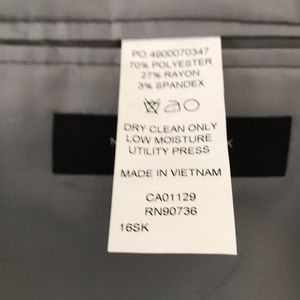 PO 4900070347
70% POLYESTER
27% RAYON
3% SPANDEX
DRY CLEAN ONLY
LOW MOISTURE
UTILITY PRESS
MADE IN VIETNAM
CA01129
RN90736
16SK